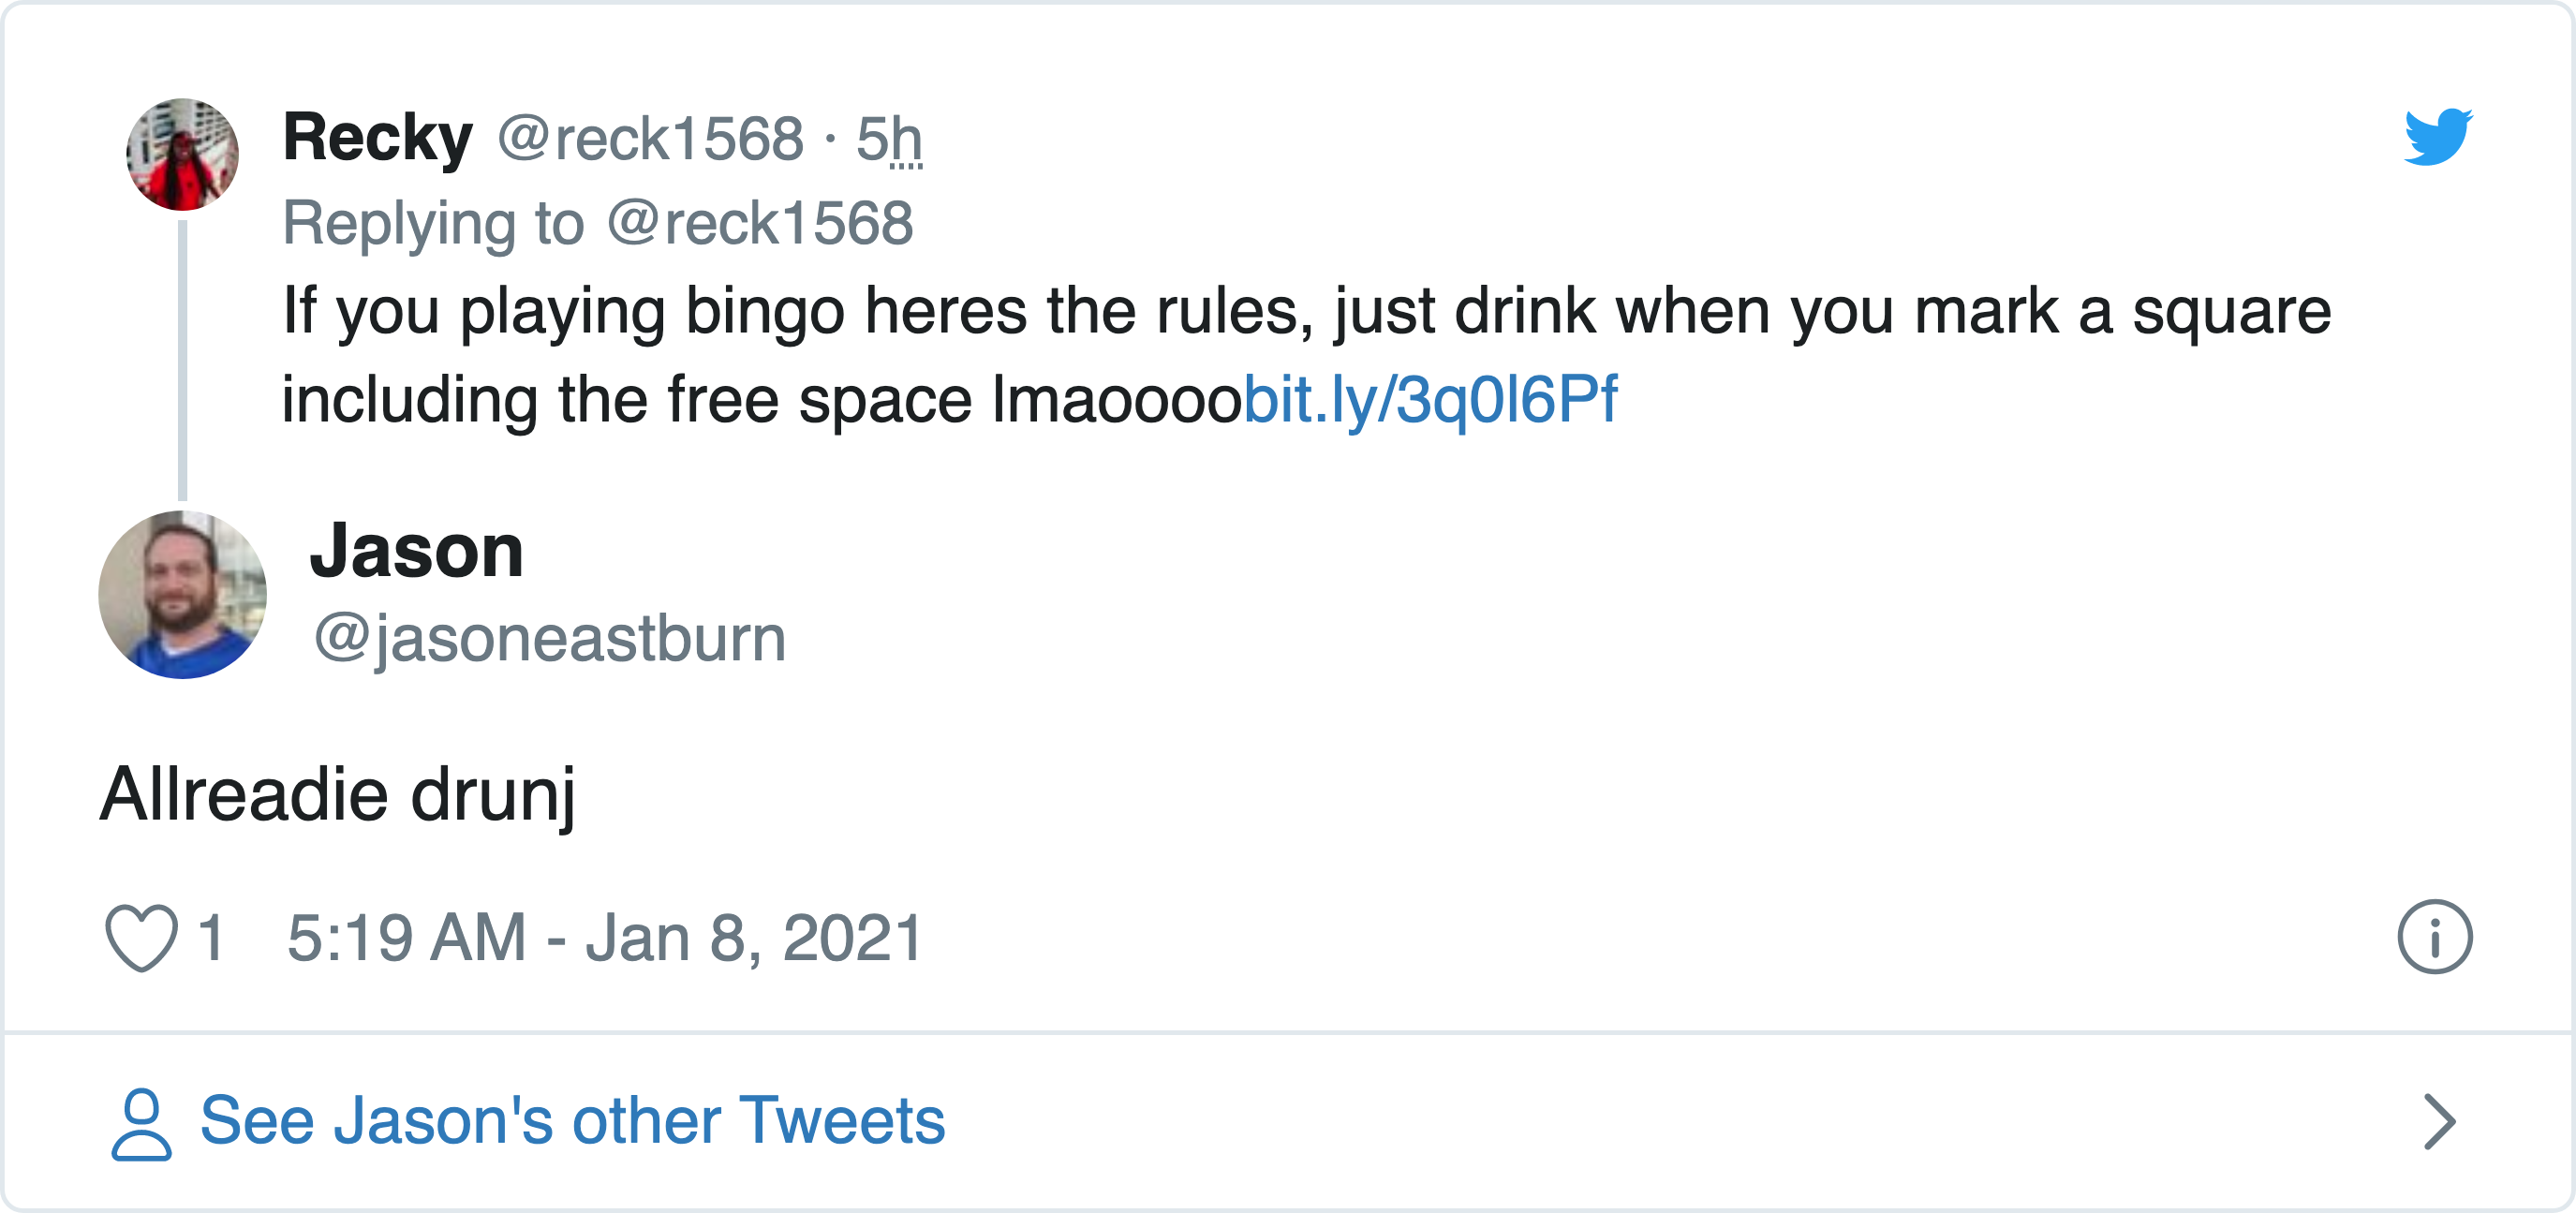 Recky @reck1568 · 5h
Replying to @reck1568
If you playing bingo heres the rules, just drink when you mark a square
including the free space lmaoooobit.ly/3q0l6Pf
Jason
@jasoneastburn
Allreadie drunj
1 5:19 AM - Jan 8, 2021
See Jason's other Tweets